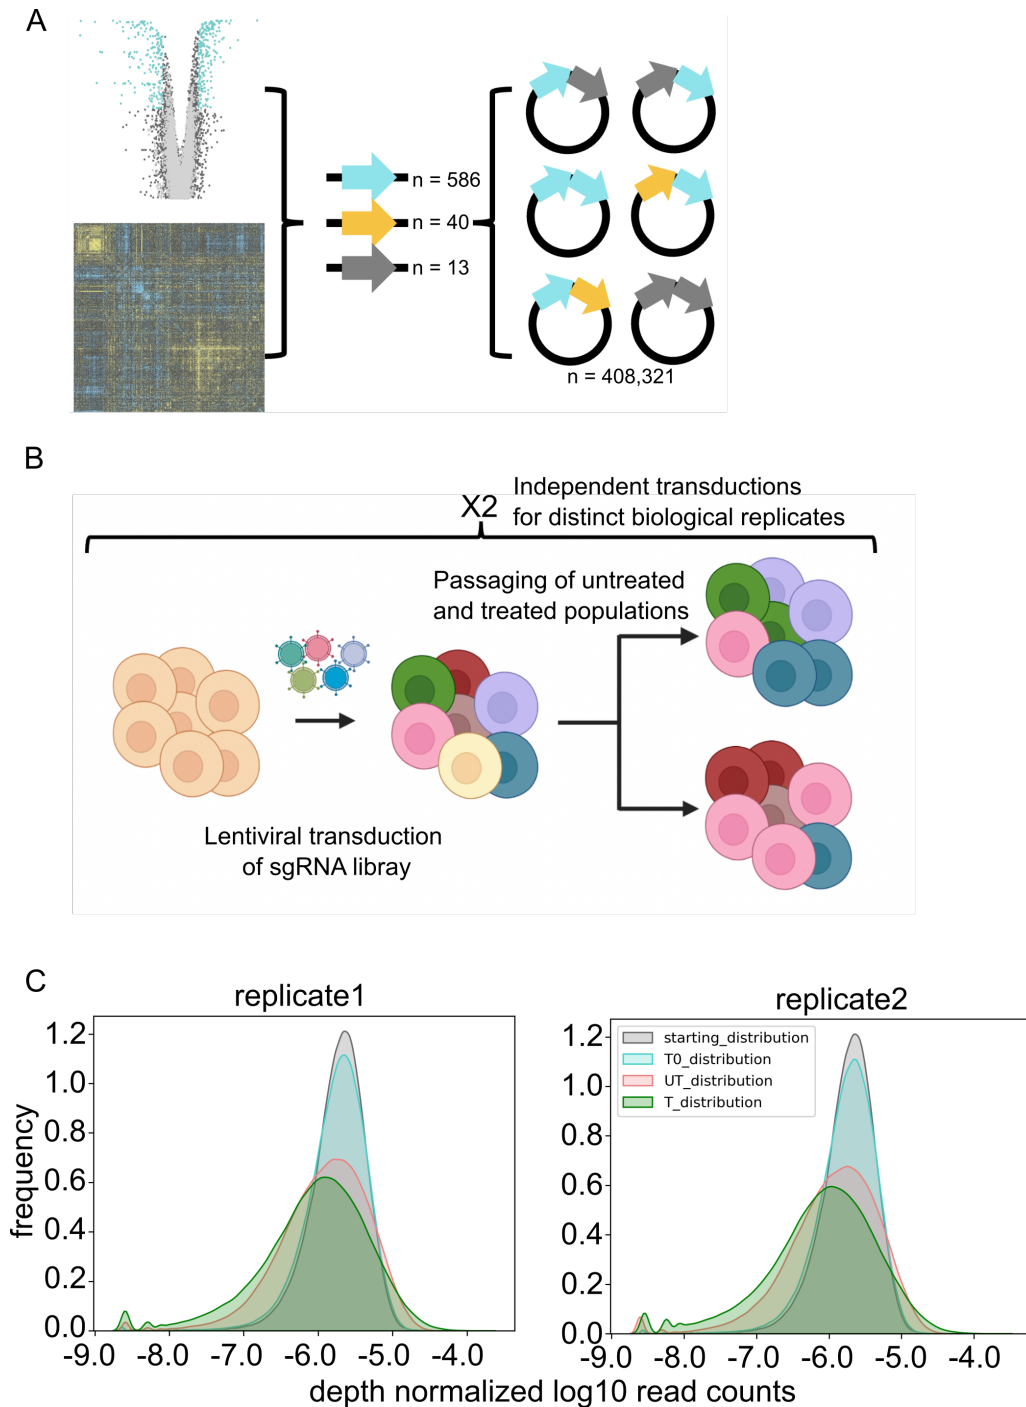 A
n = 586
n = 40
n = 13
n = 408,321
B
X2
Independent transductions
for distinct biological replicates
Passaging of untreated
and treated populations
Lentiviral transduction
of sgRNA libray
C
replicate1
replicate2
frequency
1.2
1.0
0.8
0.6
0.4
0.2
0.0
-9.0 -8.0 -7.0 -6.0 -5.0 -4.0
1.2
1.0
0.8
0.6
0.4
0.2
0.0
-9.0 -8.0 -7.0 -6.0 -5.0 -4.0
starting_distribution
T0_distribution
UT_distribution
T_distribution
depth normalized log10 read counts